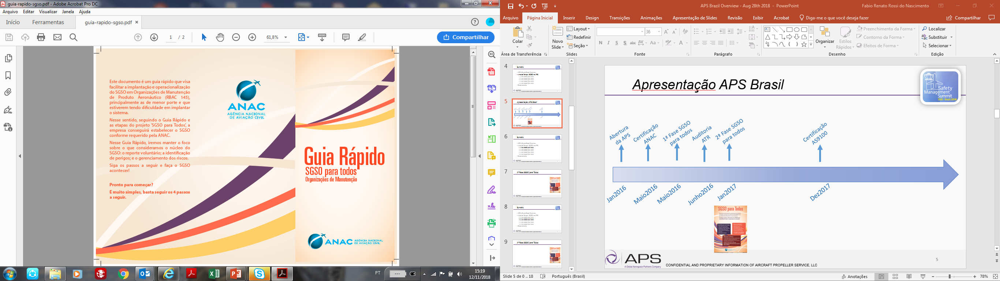 guia-rapido-sgso.pdf - Adobe Acrobat Pro DC
Arquivo Editar Visualizar Janela Ajuda
Início Ferramentas guia-rapido-sgso.pdf ×
1 / 2 61,8% Compartilhar
Este documento é um guia rápido que visa
facilitar a implantação e operacionalização
do SGSO em Organizações de Manutenção
de Produto Aeronáutico (RBAC 145),
principalmente as de menor porte e que
estiverem tendo dificuldade em implantar
o sistema.
Nesse sentido, seguindo o Guia Rápido e
as etapas do projeto ‘SGSO para Todos’, a
empresa conseguirá estabelecer o SGSO
conforme requerido pela ANAC.
Nesse Guia Rápido, iremos manter o foco
sobre o que consideramos o núcleo do
SGSO: o reporte voluntário; a identificação
de perigos; e o gerenciamento dos riscos.
Siga os passos a seguir e faça o SGSO
acontecer!
Pronto para começar?
É muito simples, basta seguir os 4 passos
a seguir.
ANAC
AGÊNCIA NACIONAL
DE AVIAÇÃO CIVIL
Guia Rápido
SGSO para todos
Organizações de Manutenção
ANAC AGÊNCIA NACIONAL
DE AVIAÇÃO CIVIL
PT
15:19
12/11/2018
APS Brazil Overview - Aug 28th 2018 - PowerPoint
Fabio Renato Rossi do Nascimento
Arquivo Página Inicial Inserir Design Transições Animações Apresentação de Slides Revisão Exibir Acrobat Diga-me o que você deseja fazer Compartilhar
Colar
Área de Transferência
Novo
Slide
Layout
Redefinir
Seção
Slides
36
N I S S abc AV Aa A
Fonte
Parágrafo
Organizar
Estilos
Rápidos
Preenchimento da Forma
Contorno da Forma
Efeitos de Forma
Desenho
Localizar
Substituir
Selecionar
Edição
4
Sumário
5
Apresentação APS Brasil
6
Sumário
7
1ª Fase SGSO para Todos
8
Sumário
9
Apresentação APS Brasil
Safety
Management
Summit
SMS - Brazil 2018
Abertura
da APS
Certificação
ANAC
1ª Fase SGSO
para todos
Auditoria
ATR
2ª Fase SGSO
para todos
Certificação
AS9100
Jan2016
Maio2016
Maio2016
Junho2016
Jan2017
Dez2017
SGSO para Todos
APS
A Global Aerospace Partners Company
CONFIDENTIAL AND PROPRIETARY INFORMATION OF AIRCRAFT PROPELLER SERVICE, LLC
5
Slide 5 de 0 .. 18 Português (Brasil) Anotações 78%